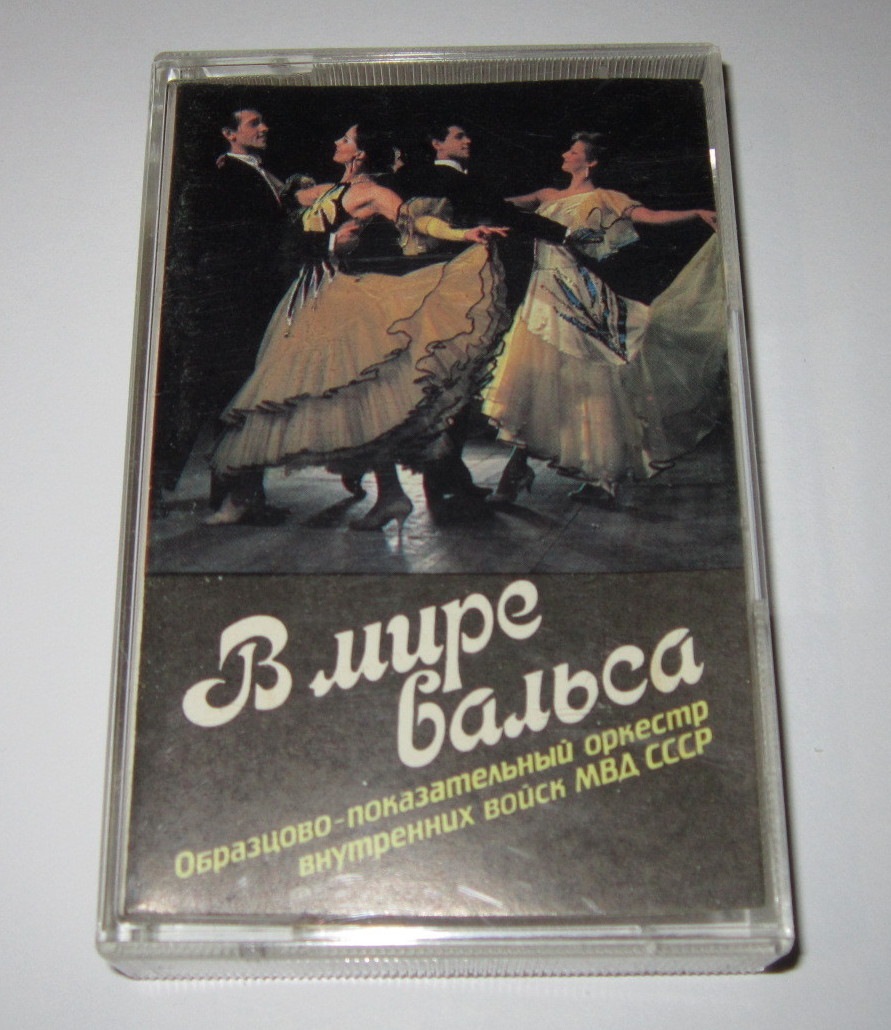 В мире
вальса
Образцово-показательный оркестр
внутренних войск МВД СССР